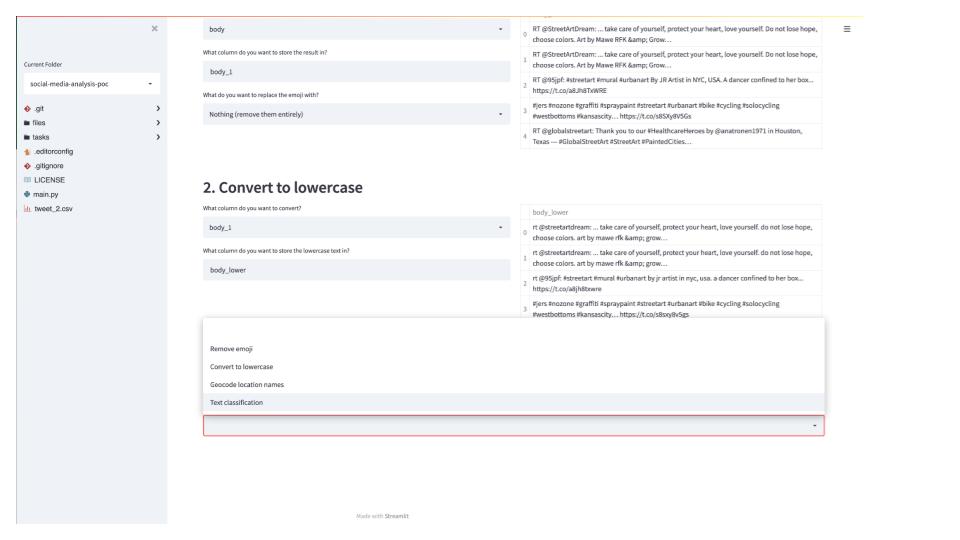 Current Folder
social-media-analysis-poc
.git
files
tasks
.editorconfig
.gitignore
LICENSE
main.py
tweet_2.csv
body
What column do you want to store the result in?
body_1
What do you want to replace the emoji with?
Nothing (remove them entirely)
0 RT @StreetArtDream: ... take care of yourself, protect your heart, love yourself. Do not lose hope,
choose colors. Art by Mawe RFK &amp; Grow…
1 RT @StreetArtDream: ... take care of yourself, protect your heart, love yourself. Do not lose hope,
choose colors. Art by Mawe RFK &amp; Grow…
2 RT @95jpf: #streetart #mural #urbanart By JR Artist in NYC, USA. A dancer confined to her box...
https://t.co/a8Jh8TxWRE
3 #jers #nozone #graffiti #spraypaint #streetart #urbanart #bike #cycling #solocycling
#westbottoms #kansascity… https://t.co/s8SXy8V5Gs
4 RT @globalstreetart: Thank you to our #HealthcareHeroes by @anatronen1971 in Houston,
Texas — #GlobalStreetArt #StreetArt #PaintedCities…
2. Convert to lowercase
What column do you want to convert?
body_1
What column do you want to store the lowercase text in?
body_lower
body_lower
0 rt @streetartdream: ... take care of yourself, protect your heart, love yourself. do not lose hope,
choose colors. art by mawe rfk &amp; grow…
1 rt @streetartdream: ... take care of yourself, protect your heart, love yourself. do not lose hope,
choose colors. art by mawe rfk &amp; grow…
2 rt @95jpf: #streetart #mural #urbanart by jr artist in nyc, usa. a dancer confined to her box...
https://t.co/a8jh8txwre
3 #jers #nozone #graffiti #spraypaint #streetart #urbanart #bike #cycling #solocycling
#westbottoms #kansascity… https://t.co/s8sxy8v5gs
Remove emoji
Convert to lowercase
Geocode location names
Text classification
Made with Streamlit